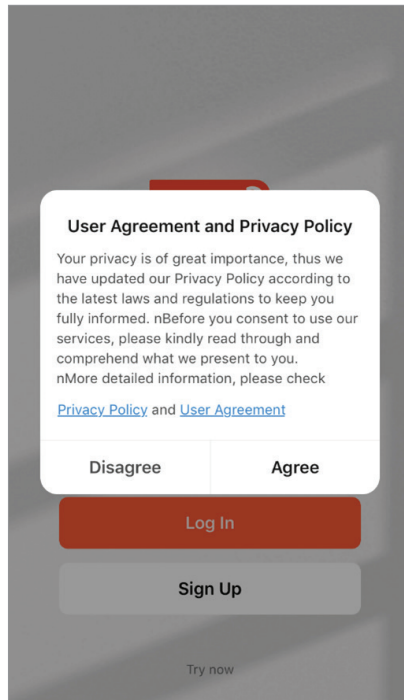 User Agreement and Privacy Policy
Your privacy is of great importance, thus we
have updated our Privacy Policy according to
the latest laws and regulations to keep you
fully informed. nBefore you consent to use our
services, please kindly read through and
comprehend what we present to you.
nMore detailed information, please check
Privacy Policy and User Agreement
Disagree Agree
Log In
Sign Up
Try now